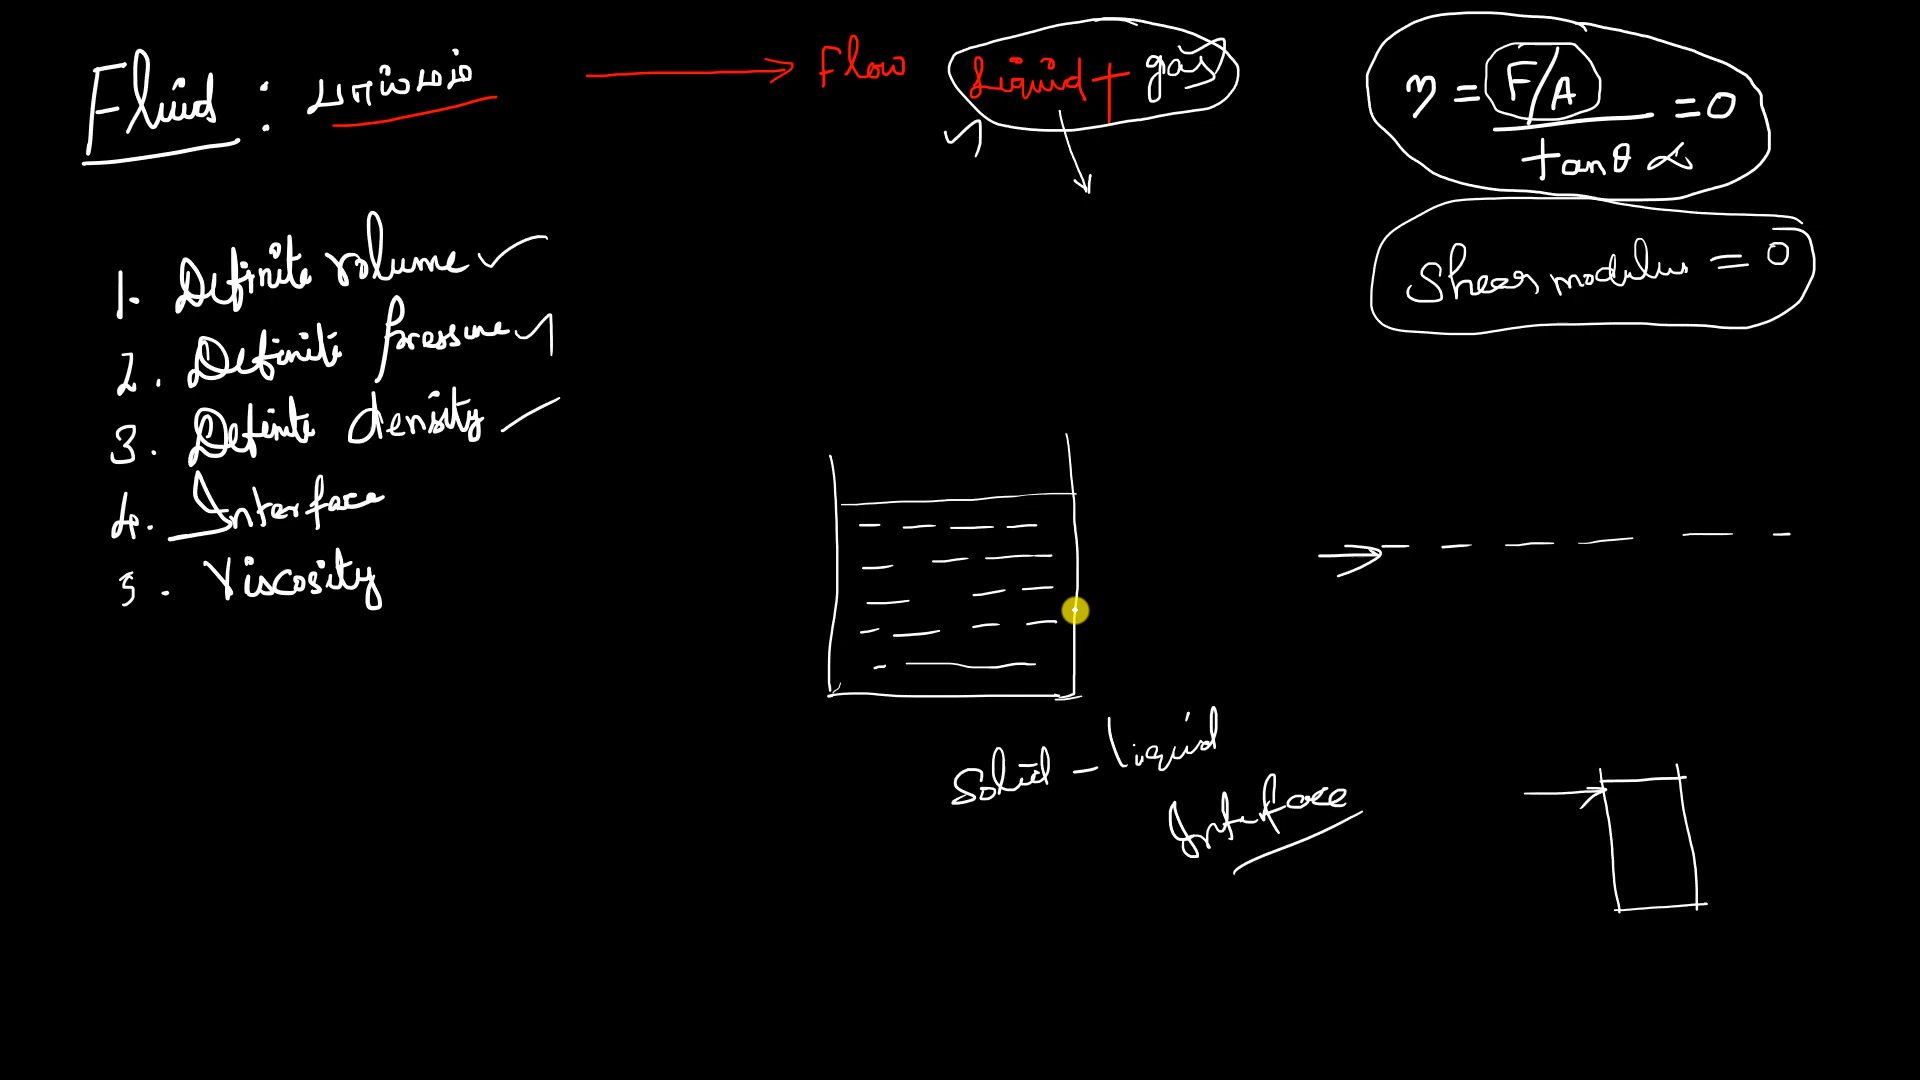 Fluid : பாய்மம் → Flow Liquid + gas
η = F/A / tanθ ∝ = 0
Shear modulus = 0
1. Definite volume ✓
2. Definite pressure ✓
3. Definite density ✓
4. Interface
5. Viscosity
Solid - Liquid
Interface